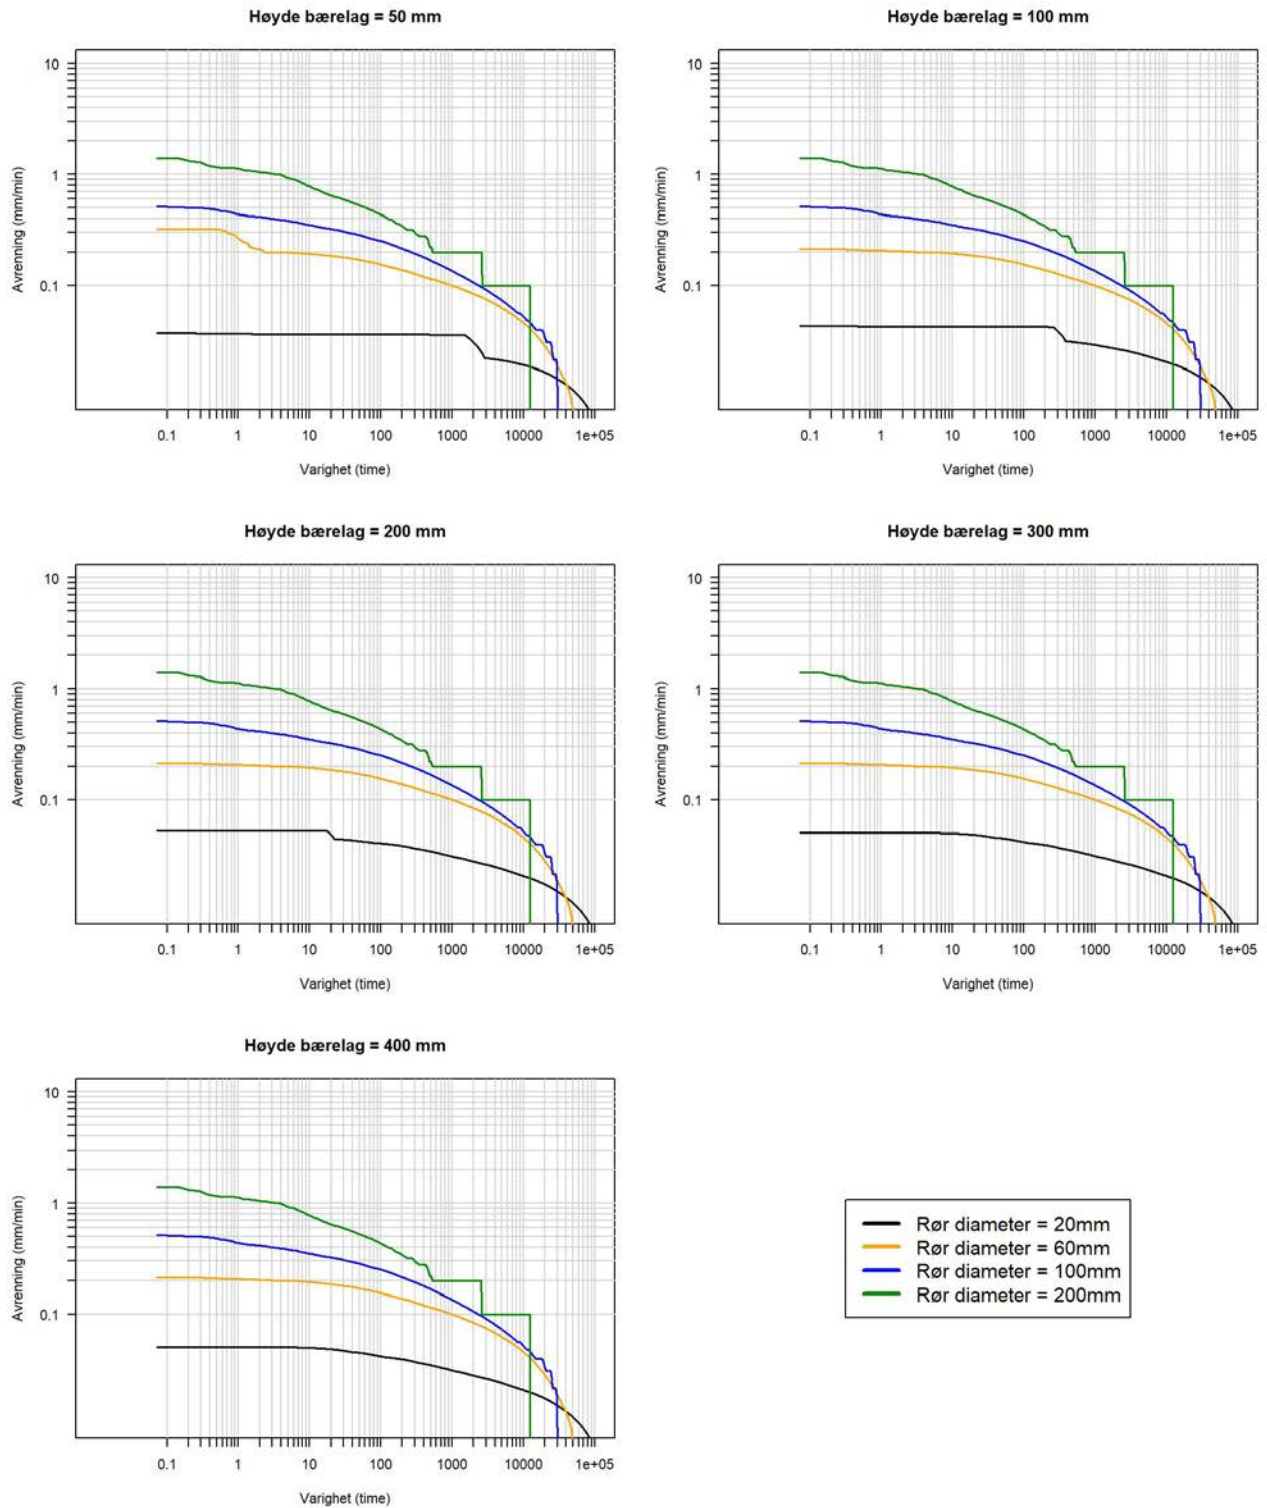 Høyde bærelag = 50 mm
Avrenning (mm/min)
10
1
0.1
0.1 1 10 100 1000 10000 1e+05
Varighet (time)
Høyde bærelag = 100 mm
Avrenning (mm/min)
10
1
0.1
0.1 1 10 100 1000 10000 1e+05
Varighet (time)
Høyde bærelag = 200 mm
Avrenning (mm/min)
10
1
0.1
0.1 1 10 100 1000 10000 1e+05
Varighet (time)
Høyde bærelag = 300 mm
Avrenning (mm/min)
10
1
0.1
0.1 1 10 100 1000 10000 1e+05
Varighet (time)
Høyde bærelag = 400 mm
Avrenning (mm/min)
10
1
0.1
0.1 1 10 100 1000 10000 1e+05
Varighet (time)
Rør diameter = 20mm
Rør diameter = 60mm
Rør diameter = 100mm
Rør diameter = 200mm